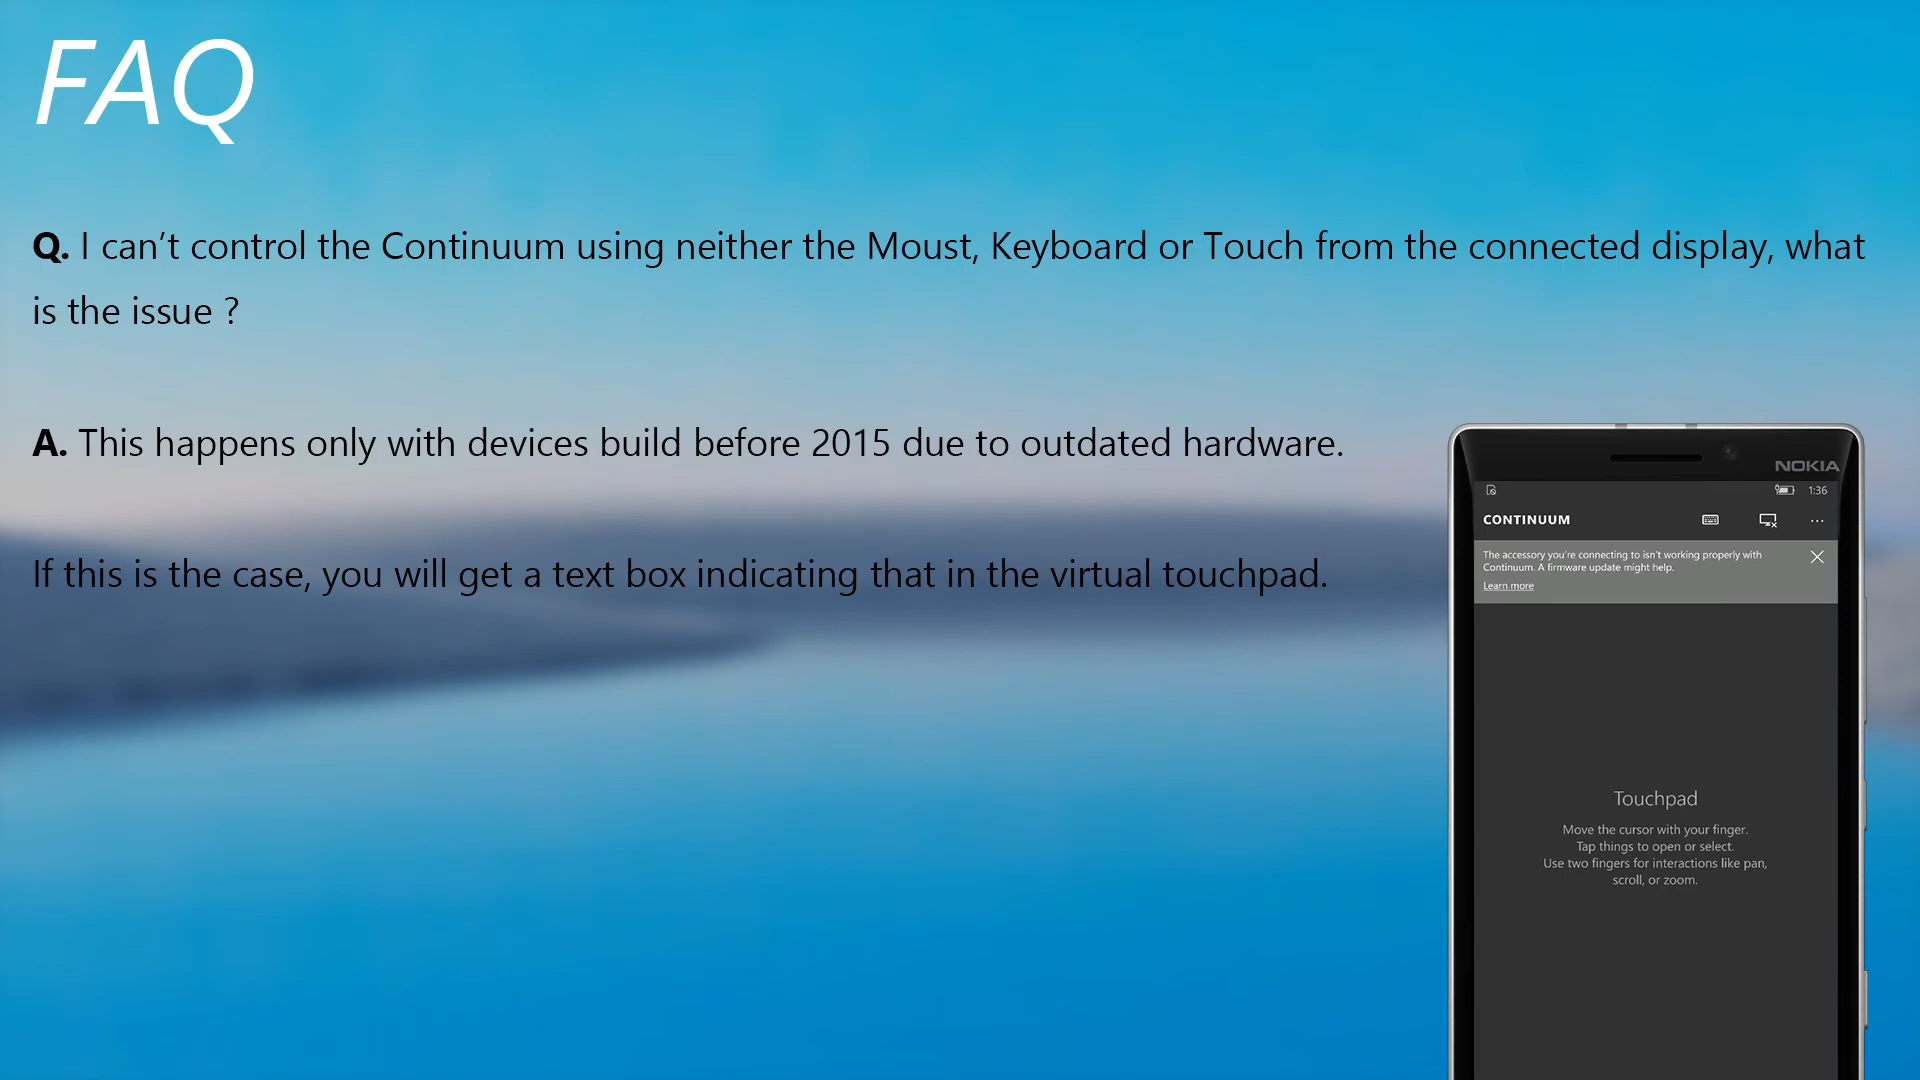 FAQ
Q. I can’t control the Continuum using neither the Moust, Keyboard or Touch from the connected display, what
is the issue ?
A. This happens only with devices build before 2015 due to outdated hardware.
If this is the case, you will get a text box indicating that in the virtual touchpad.
NOKIA
1:36
CONTINUUM
The accessory you're connecting to isn't working properly with
Continuum. A firmware update might help.
Learn more
Touchpad
Move the cursor with your finger.
Tap things to open or select.
Use two fingers for interactions like pan,
scroll, or zoom.